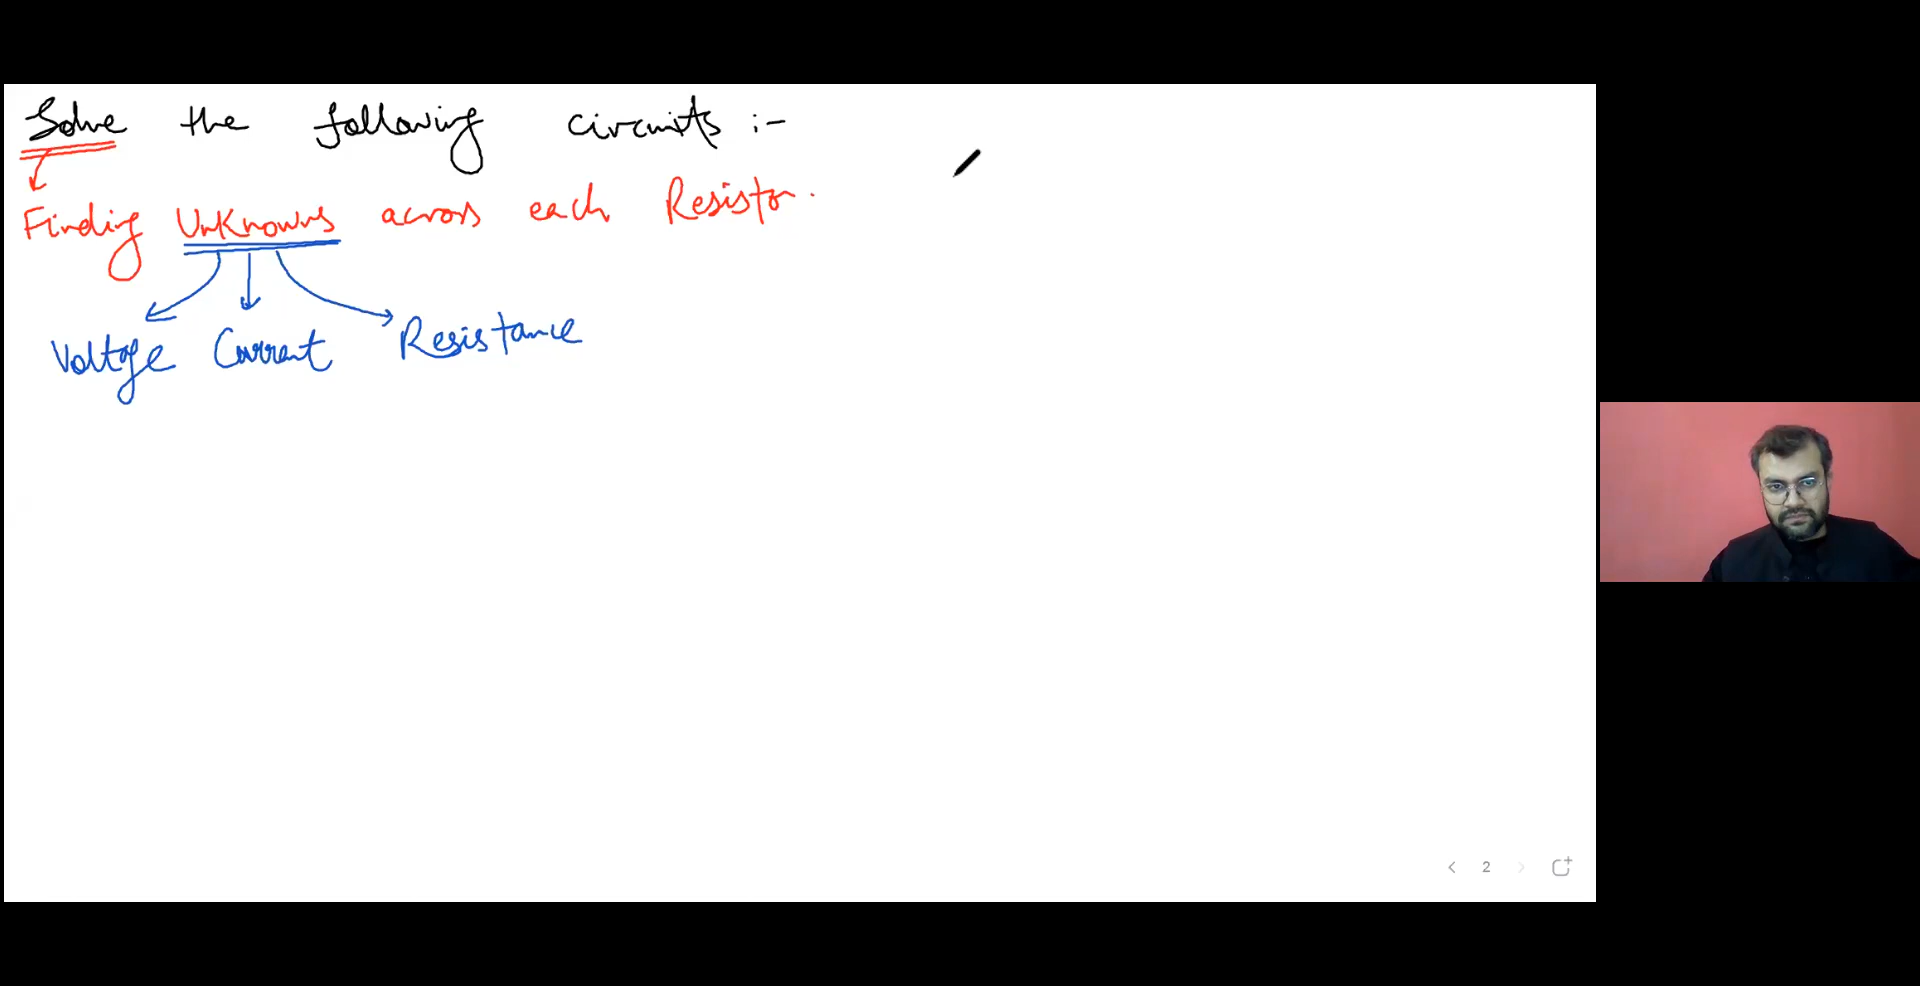 Solve the following circuits :-
Finding UnKnowns across each Resistor.
Voltage Current Resistance
2